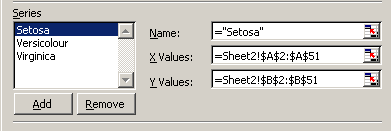 Series
Setosa
Versicolour
Virginica
Add
Remove
Name:
="Setosa"
X Values:
=Sheet2!$A$2:$A$51
Y Values:
=Sheet2!$B$2:$B$51